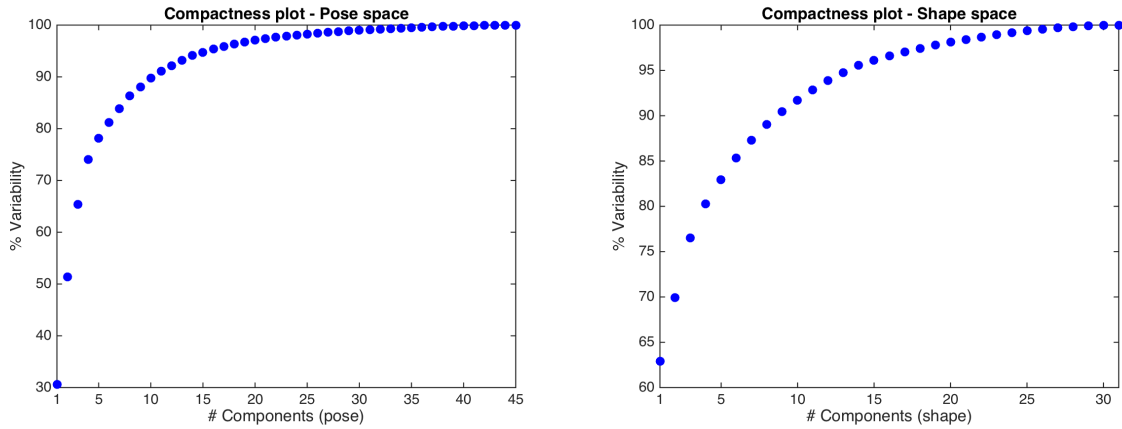 Compactness plot - Pose space
100
90
80
70
60
50
40
30
% Variability
1 5 10 15 20 25 30 35 40 45
# Components (pose)
Compactness plot - Shape space
100
95
90
85
80
75
70
65
60
% Variability
1 5 10 15 20 25 30
# Components (shape)